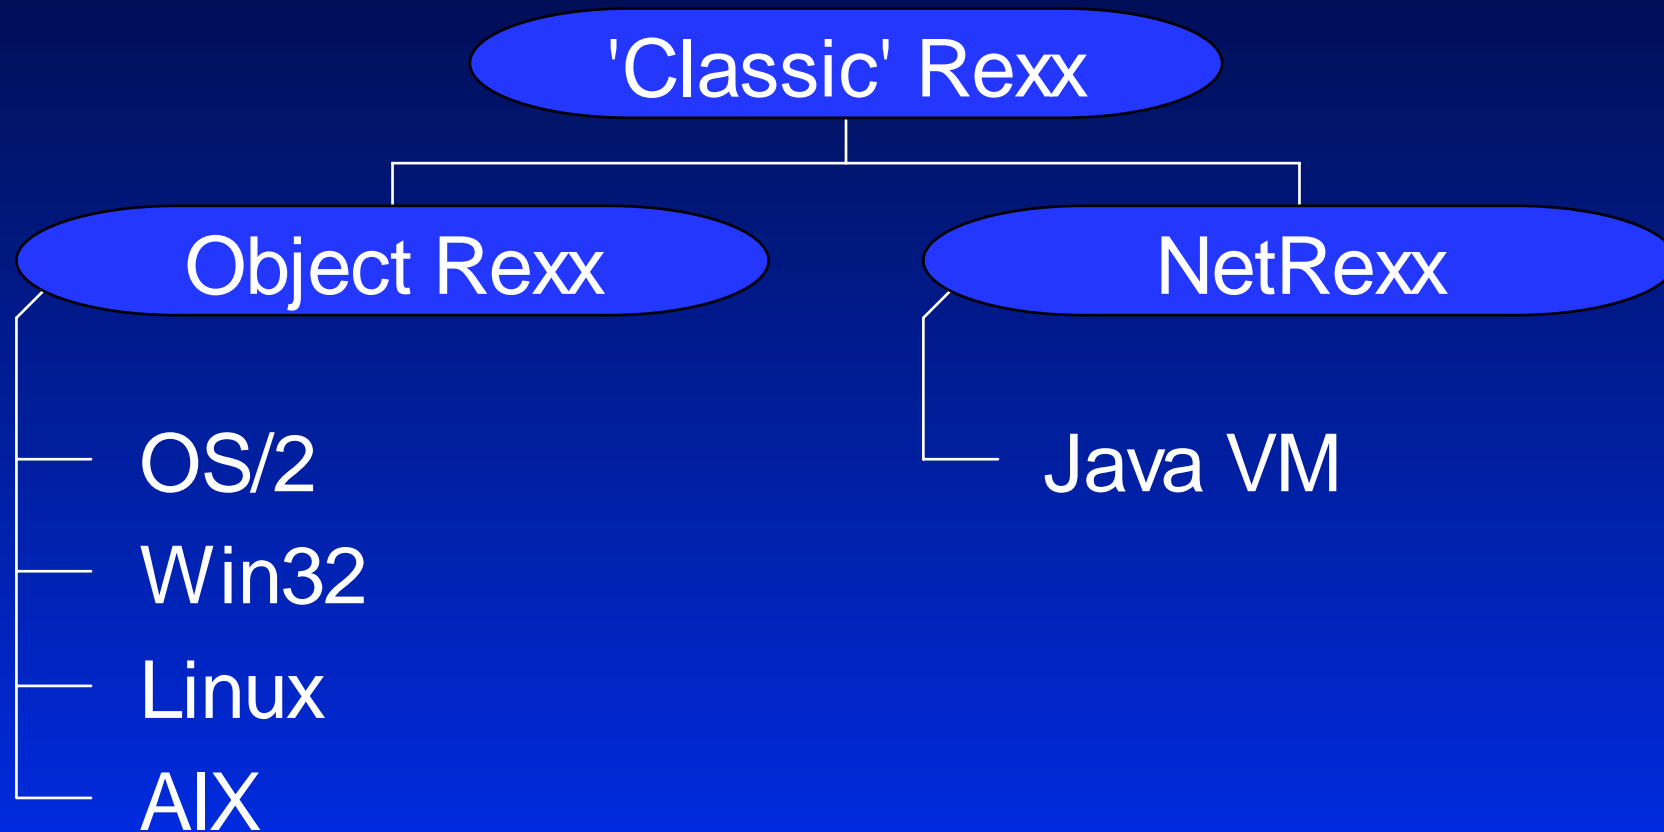 'Classic' Rexx
Object Rexx
NetRexx
OS/2
Java VM
Win32
Linux
AIX